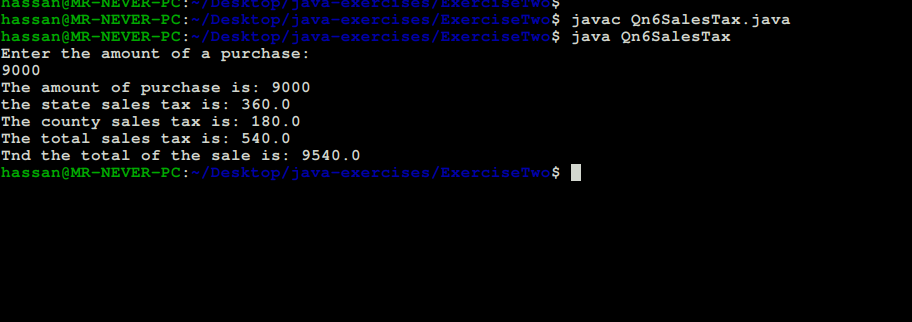 hassan@MR-NEVER-PC:~/Desktop/java-exercises/ExerciseTwo$
hassan@MR-NEVER-PC:~/Desktop/java-exercises/ExerciseTwo$ javac Qn6SalesTax.java
hassan@MR-NEVER-PC:~/Desktop/java-exercises/ExerciseTwo$ java Qn6SalesTax
Enter the amount of a purchase:
9000
The amount of purchase is: 9000
the state sales tax is: 360.0
The county sales tax is: 180.0
The total sales tax is: 540.0
Tnd the total of the sale is: 9540.0
hassan@MR-NEVER-PC:~/Desktop/java-exercises/ExerciseTwo$